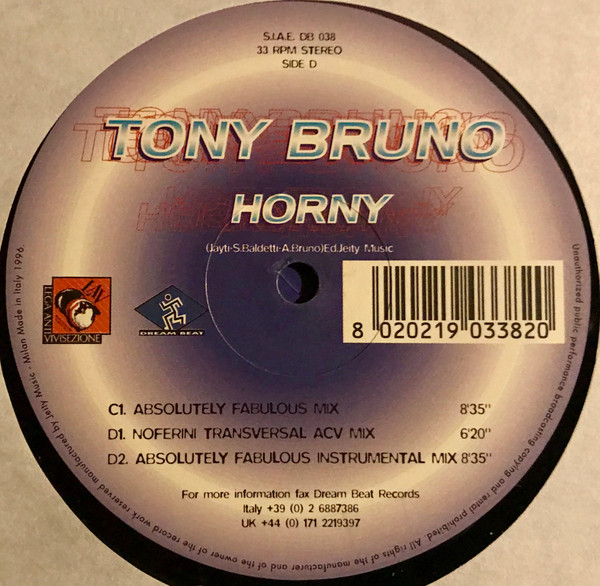 S.I.A.E. DB 038
33 RPM STEREO
SIDE D
TONY BRUNO
HORNY
(Jayti-S.Baldetti-A.Bruno)Ed.Jeity Music
LAV
LEGA ANTI
VIVISEZIONE
DREAM BEAT
8 020219 033820
C1. ABSOLUTELY FABULOUS MIX 8'35"
D1. NOFERINI TRANSVERSAL ACV MIX 6'20"
D2. ABSOLUTELY FABULOUS INSTRUMENTAL MIX 8'35"
For more information fax Dream Beat Records
Italy +39 (0) 2 6887386
UK +44 (0) 171 2219397
Unauthorized public performance broadcasting copying and rental prohibited. All rights of the manufacturer and of the owner of the record work reserved manufactured by Jeity Music - Milan Made in Italy 1996.